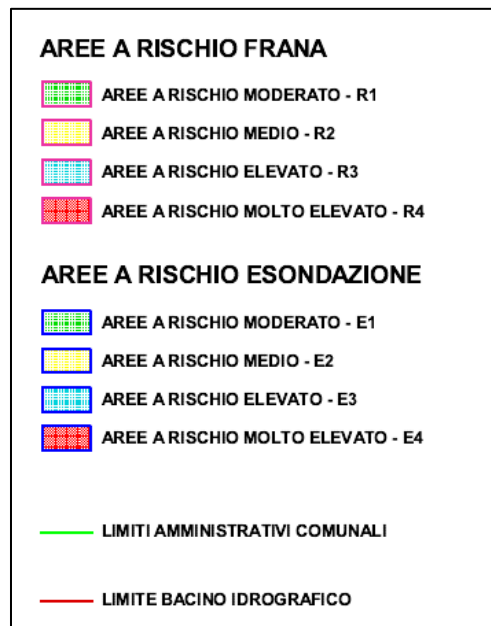 AREE A RISCHIO FRANA
AREE A RISCHIO MODERATO - R1
AREE A RISCHIO MEDIO - R2
AREE A RISCHIO ELEVATO - R3
AREE A RISCHIO MOLTO ELEVATO - R4
AREE A RISCHIO ESONDAZIONE
AREE A RISCHIO MODERATO - E1
AREE A RISCHIO MEDIO - E2
AREE A RISCHIO ELEVATO - E3
AREE A RISCHIO MOLTO ELEVATO - E4
LIMITI AMMINISTRATIVI COMUNALI
LIMITE BACINO IDROGRAFICO